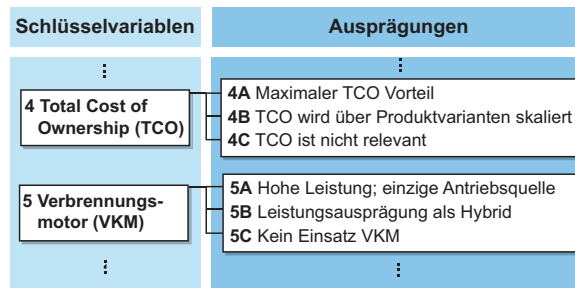 Schlüsselvariablen
Ausprägungen
4 Total Cost of
Ownership (TCO)
4A Maximaler TCO Vorteil
4B TCO wird über Produktvarianten skaliert
4C TCO ist nicht relevant
5 Verbrennungs-
motor (VKM)
5A Hohe Leistung; einzige Antriebsquelle
5B Leistungsausprägung als Hybrid
5C Kein Einsatz VKM